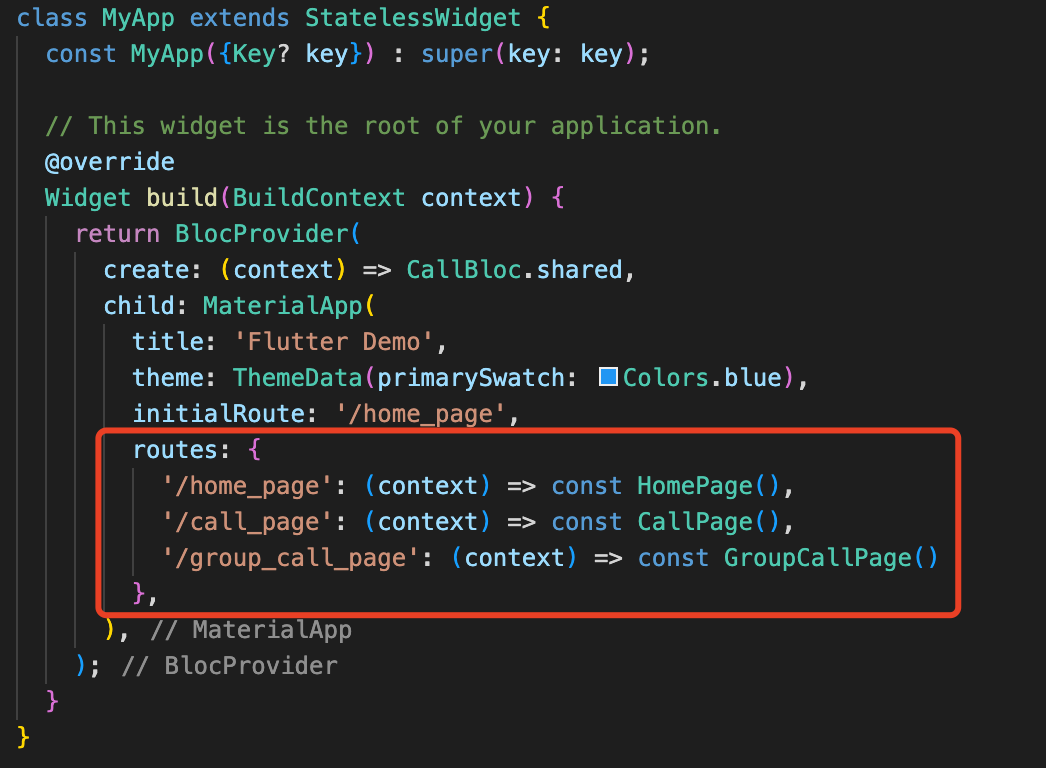 class MyApp extends StatelessWidget {
  const MyApp({Key? key}) : super(key: key);

  // This widget is the root of your application.
  @override
  Widget build(BuildContext context) {
    return BlocProvider(
      create: (context) => CallBloc.shared,
      child: MaterialApp(
        title: 'Flutter Demo',
        theme: ThemeData(primarySwatch: Colors.blue),
        initialRoute: '/home_page',
        routes: {
          '/home_page': (context) => const HomePage(),
          '/call_page': (context) => const CallPage(),
          '/group_call_page': (context) => const GroupCallPage()
        },
      ), // MaterialApp
    ); // BlocProvider
  }
}